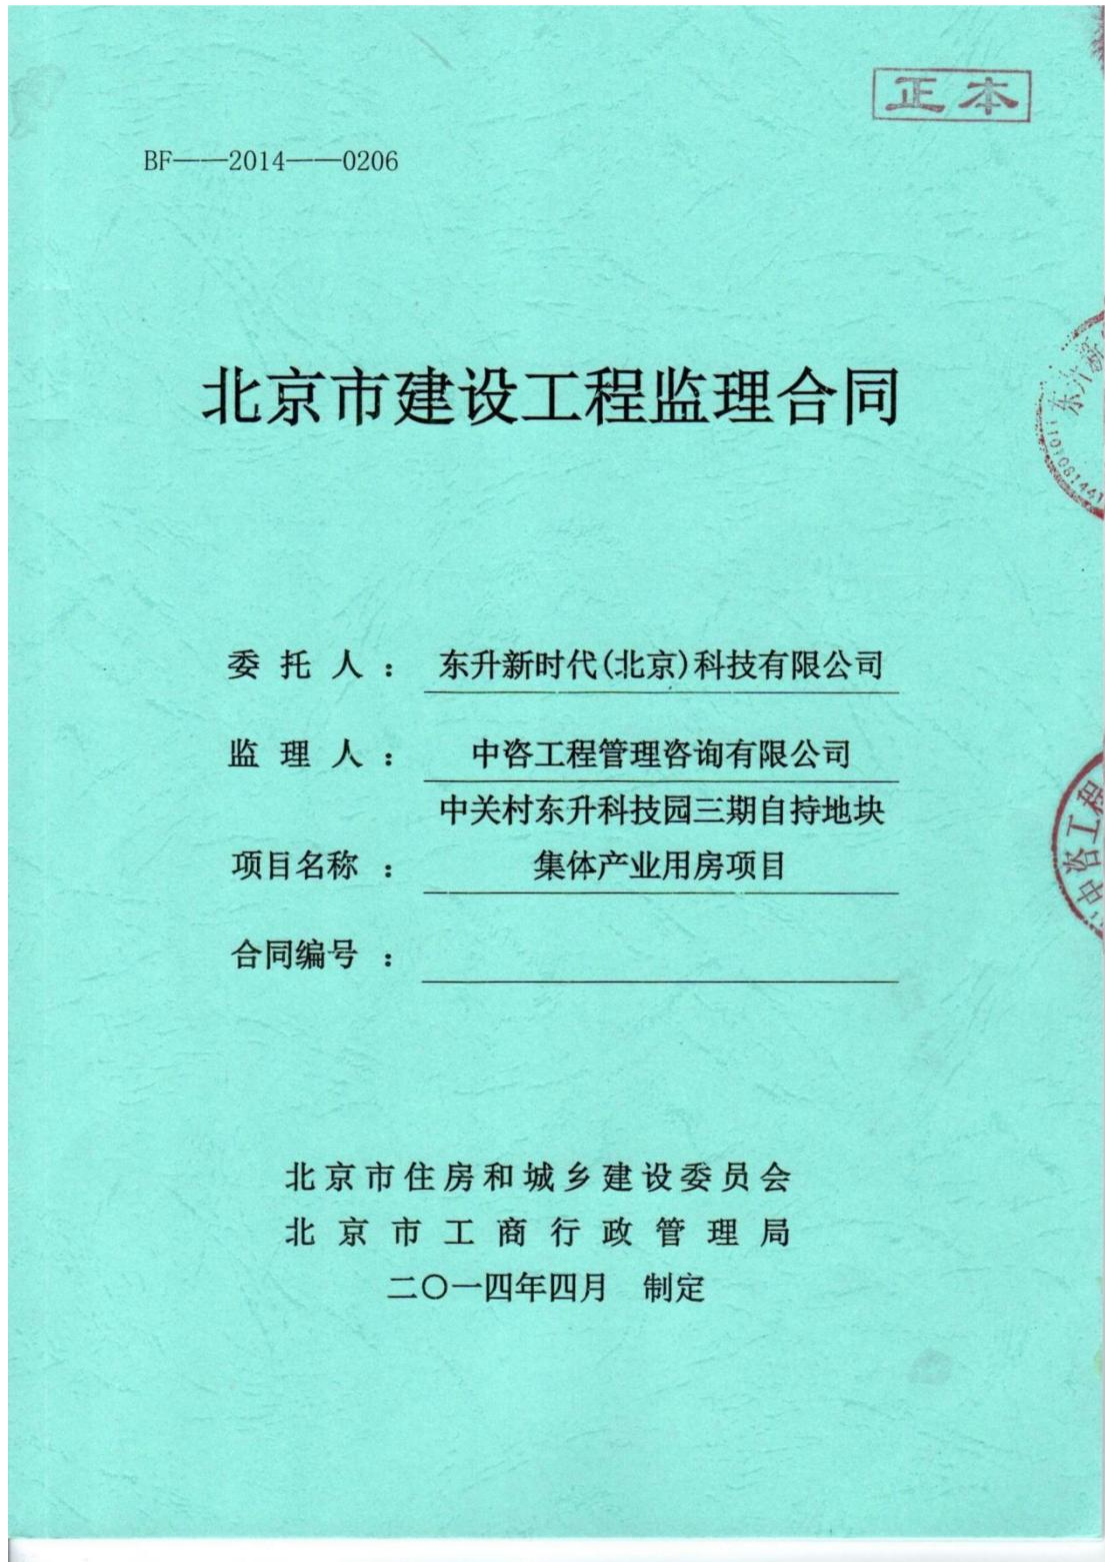 正本
BF——2014——0206
北京市建设工程监理合同
委托人：东升新时代(北京)科技有限公司
监理人：中咨工程管理咨询有限公司
中关村东升科技园三期自持地块
项目名称：集体产业用房项目
合同编号：
北京市住房和城乡建设委员会
北京市工商行政管理局
二〇一四年四月 制定
中咨工程